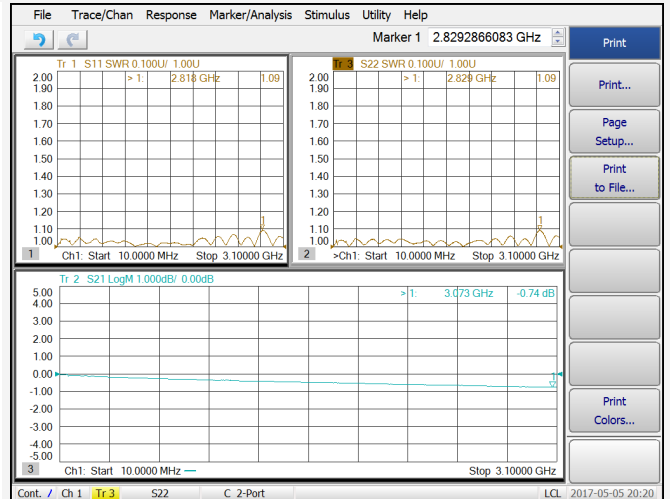 File Trace/Chan Response Marker/Analysis Stimulus Utility Help
Marker 1 2.8292866083 GHz
Print
Print...
Page
Setup...
Print
to File...
Print
Colors...
Tr 1 S11 SWR 0.100U/ 1.00U
2.00 > 1: 2.818 GHz 1.09
1.90
1.80
1.70
1.60
1.50
1.40
1.30
1.20
1.10 1
1.00
1 Ch1: Start 10.0000 MHz Stop 3.10000 GHz
Tr 3 S22 SWR 0.100U/ 1.00U
2.00 > 1: 2.829 GHz 1.09
1.90
1.80
1.70
1.60
1.50
1.40
1.30
1.20
1.10 1
1.00
2 >Ch1: Start 10.0000 MHz Stop 3.10000 GHz
Tr 2 S21 LogM 1.000dB/ 0.00dB
5.00 > 1: 3.073 GHz -0.74 dB
4.00
3.00
2.00
1.00
0.00 1
-1.00
-2.00
-3.00
-4.00
-5.00
3 Ch1: Start 10.0000 MHz Stop 3.10000 GHz
Cont. / Ch 1 Tr 3 S22 C 2-Port LCL 2017-05-05 20:20